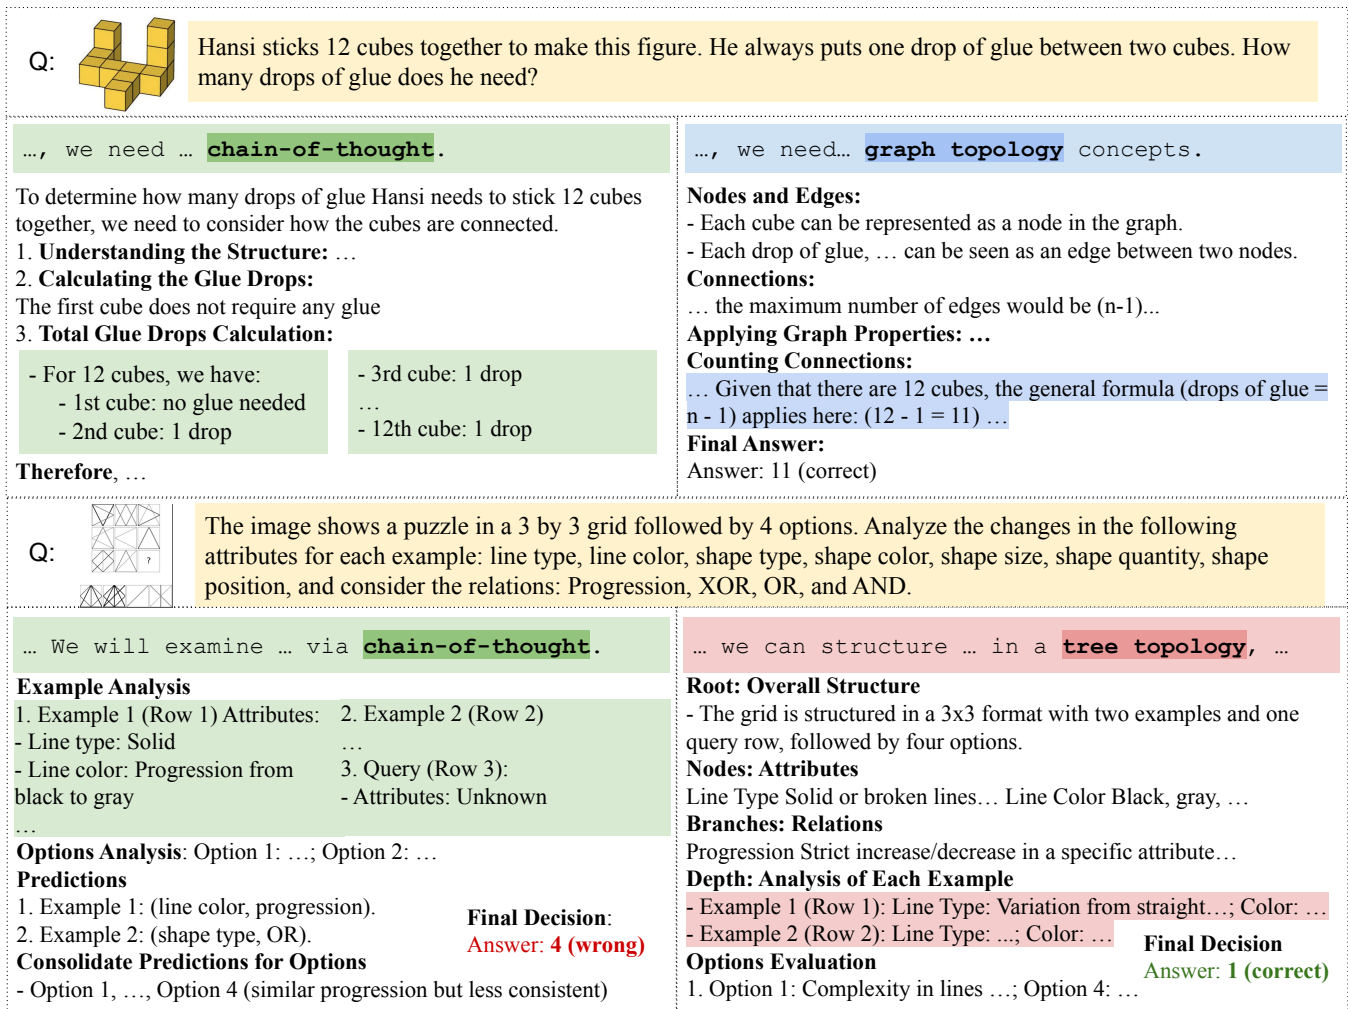 Q:
Hansi sticks 12 cubes together to make this figure. He always puts one drop of glue between two cubes. How
many drops of glue does he need?
…, we need … chain-of-thought.
To determine how many drops of glue Hansi needs to stick 12 cubes
together, we need to consider how the cubes are connected.
1. Understanding the Structure: …
2. Calculating the Glue Drops:
The first cube does not require any glue
3. Total Glue Drops Calculation:
- For 12 cubes, we have:
- 1st cube: no glue needed
- 2nd cube: 1 drop
- 3rd cube: 1 drop
…
- 12th cube: 1 drop
Therefore, …
…, we need… graph topology concepts.
Nodes and Edges:
- Each cube can be represented as a node in the graph.
- Each drop of glue, … can be seen as an edge between two nodes.
Connections:
… the maximum number of edges would be (n-1)...
Applying Graph Properties: …
Counting Connections:
… Given that there are 12 cubes, the general formula (drops of glue =
n - 1) applies here: (12 - 1 = 11) …
Final Answer:
Answer: 11 (correct)
Q:
?
The image shows a puzzle in a 3 by 3 grid followed by 4 options. Analyze the changes in the following
attributes for each example: line type, line color, shape type, shape color, shape size, shape quantity, shape
position, and consider the relations: Progression, XOR, OR, and AND.
… We will examine … via chain-of-thought.
Example Analysis
1. Example 1 (Row 1) Attributes:
- Line type: Solid
- Line color: Progression from
black to gray
…
2. Example 2 (Row 2)
…
3. Query (Row 3):
- Attributes: Unknown
Options Analysis: Option 1: …; Option 2: …
Predictions
1. Example 1: (line color, progression).
2. Example 2: (shape type, OR).
Consolidate Predictions for Options
- Option 1, …, Option 4 (similar progression but less consistent)
Final Decision:
Answer: 4 (wrong)
… we can structure … in a tree topology, …
Root: Overall Structure
- The grid is structured in a 3x3 format with two examples and one
query row, followed by four options.
Nodes: Attributes
Line Type Solid or broken lines… Line Color Black, gray, …
Branches: Relations
Progression Strict increase/decrease in a specific attribute…
Depth: Analysis of Each Example
- Example 1 (Row 1): Line Type: Variation from straight…; Color: …
- Example 2 (Row 2): Line Type: ...; Color: …
Options Evaluation
1. Option 1: Complexity in lines …; Option 4: …
Final Decision
Answer: 1 (correct)